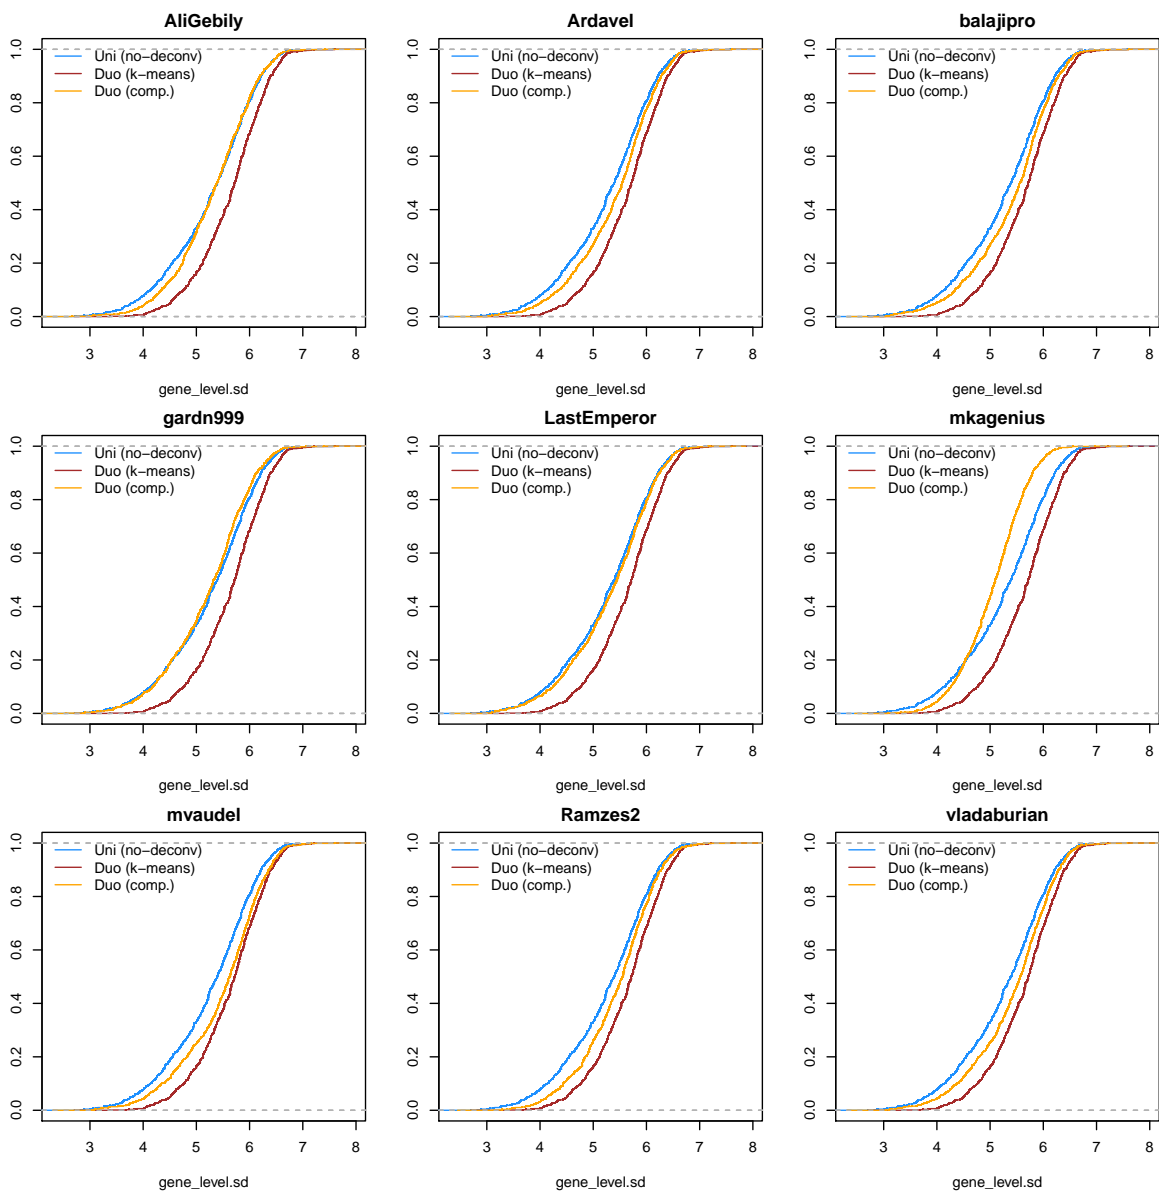 AliGebily
Uni (no−deconv)
Duo (k−means)
Duo (comp.)
0.0 0.2 0.4 0.6 0.8 1.0
3 4 5 6 7 8
gene_level.sd
Ardavel
Uni (no−deconv)
Duo (k−means)
Duo (comp.)
0.0 0.2 0.4 0.6 0.8 1.0
3 4 5 6 7 8
gene_level.sd
balajipro
Uni (no−deconv)
Duo (k−means)
Duo (comp.)
0.0 0.2 0.4 0.6 0.8 1.0
3 4 5 6 7 8
gene_level.sd
gardn999
Uni (no−deconv)
Duo (k−means)
Duo (comp.)
0.0 0.2 0.4 0.6 0.8 1.0
3 4 5 6 7 8
gene_level.sd
LastEmperor
Uni (no−deconv)
Duo (k−means)
Duo (comp.)
0.0 0.2 0.4 0.6 0.8 1.0
3 4 5 6 7 8
gene_level.sd
mkagenius
Uni (no−deconv)
Duo (k−means)
Duo (comp.)
0.0 0.2 0.4 0.6 0.8 1.0
3 4 5 6 7 8
gene_level.sd
mvaudel
Uni (no−deconv)
Duo (k−means)
Duo (comp.)
0.0 0.2 0.4 0.6 0.8 1.0
3 4 5 6 7 8
gene_level.sd
Ramzes2
Uni (no−deconv)
Duo (k−means)
Duo (comp.)
0.0 0.2 0.4 0.6 0.8 1.0
3 4 5 6 7 8
gene_level.sd
vladaburian
Uni (no−deconv)
Duo (k−means)
Duo (comp.)
0.0 0.2 0.4 0.6 0.8 1.0
3 4 5 6 7 8
gene_level.sd